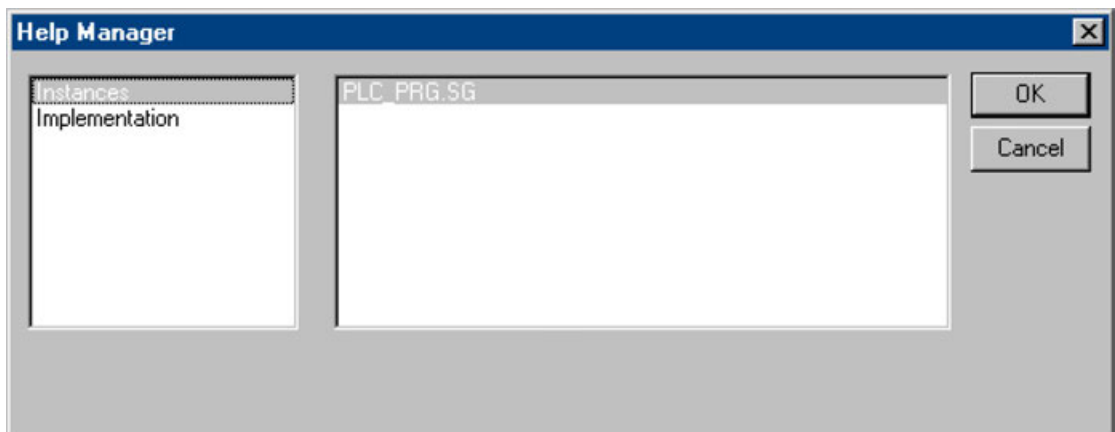 Help Manager
Instances
Implementation
PLC_PRG.SG
OK
Cancel